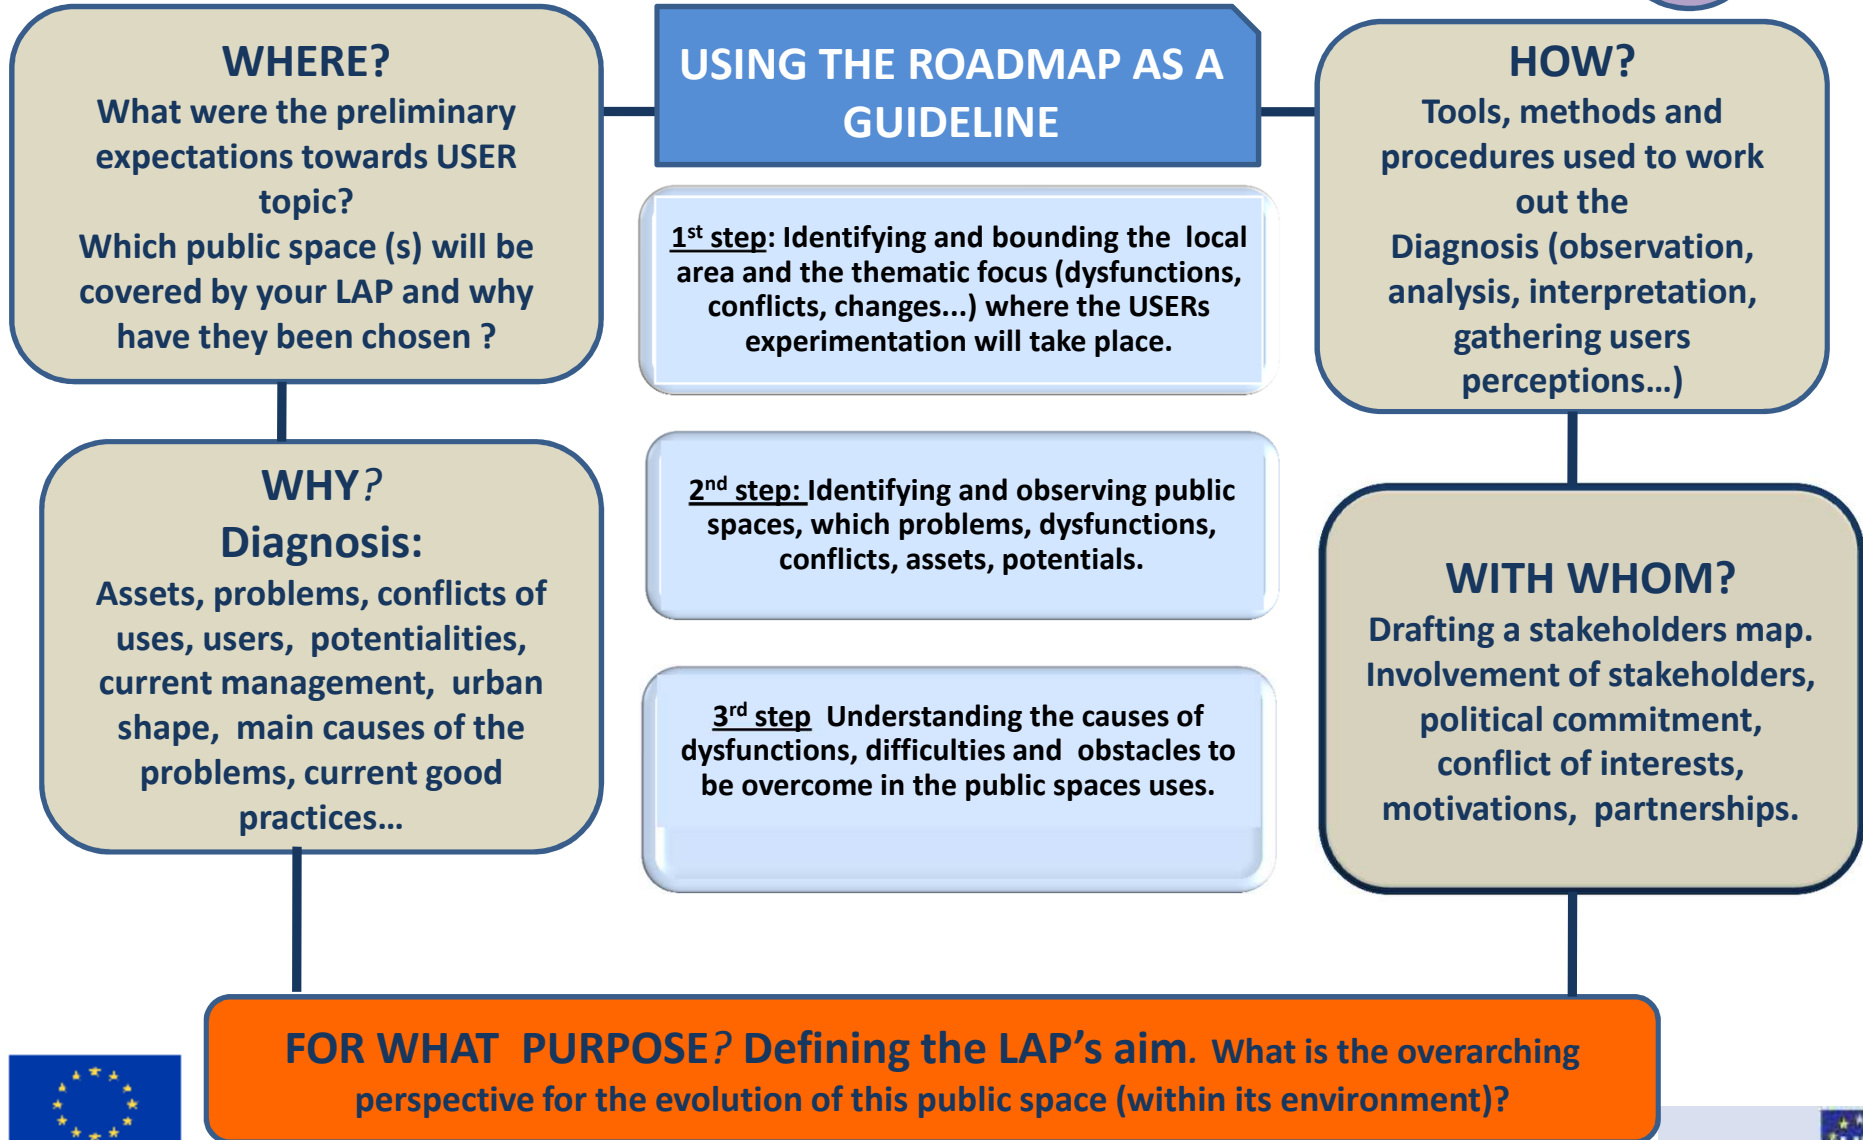 WHERE?
What were the preliminary
expectations towards USER
topic?
Which public space (s) will be
covered by your LAP and why
have they been chosen ?
WHY?
Diagnosis:
Assets, problems, conflicts of
uses, users, potentialities,
current management, urban
shape, main causes of the
problems, current good
practices...
USING THE ROADMAP AS A
GUIDELINE
1st step: Identifying and bounding the local
area and the thematic focus (dysfunctions,
conflicts, changes...) where the USERs
experimentation will take place.
2nd step: Identifying and observing public
spaces, which problems, dysfunctions,
conflicts, assets, potentials.
3rd step Understanding the causes of
dysfunctions, difficulties and obstacles to
be overcome in the public spaces uses.
HOW?
Tools, methods and
procedures used to work
out the
Diagnosis (observation,
analysis, interpretation,
gathering users
perceptions...)
WITH WHOM?
Drafting a stakeholders map.
Involvement of stakeholders,
political commitment,
conflict of interests,
motivations, partnerships.
FOR WHAT PURPOSE? Defining the LAP's aim. What is the overarching
perspective for the evolution of this public space (within its environment)?